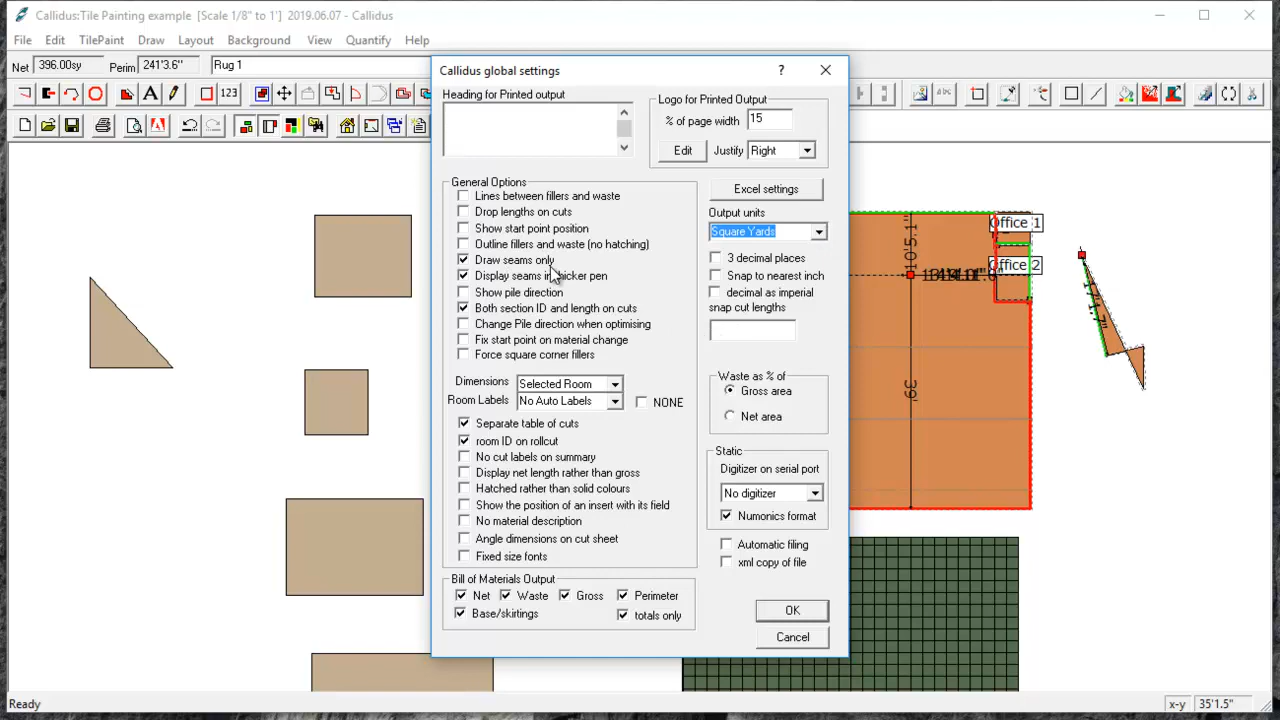 Callidus:Tile Painting example [Scale 1/8" to 1'] 2019.06.07 - Callidus
File Edit TilePaint Draw Layout Background View Quantify Help
Net 396.00sy Perim 241'3.6" Rug 1
123
Callidus global settings
Heading for Printed output
Logo for Printed Output
% of page width 15
Edit Justify Right
General Options
Lines between fillers and waste
Drop lengths on cuts
Show start point position
Outline fillers and waste (no hatching)
Draw seams only
Display seams in thicker pen
Show pile direction
Both section ID and length on cuts
Change Pile direction when optimising
Fix start point on material change
Force square corner fillers
Dimensions Selected Room
Room Labels No Auto Labels NONE
Separate table of cuts
room ID on rollcut
No cut labels on summary
Display net length rather than gross
Hatched rather than solid colours
Show the position of an insert with its field
No material description
Angle dimensions on cut sheet
Fixed size fonts
Bill of Materials Output
Net Waste Gross Perimeter
Base/skirtings totals only
Excel settings
Output units
Square Yards
3 decimal places
Snap to nearest inch
decimal as imperial
snap cut lengths
Waste as % of
Gross area
Net area
Static
Digitizer on serial port
No digitizer
Numonics format
Automatic filing
xml copy of file
OK
Cancel
Office 1
Office 2
10'5.1"
39'
Ready x-y 35'1.5"